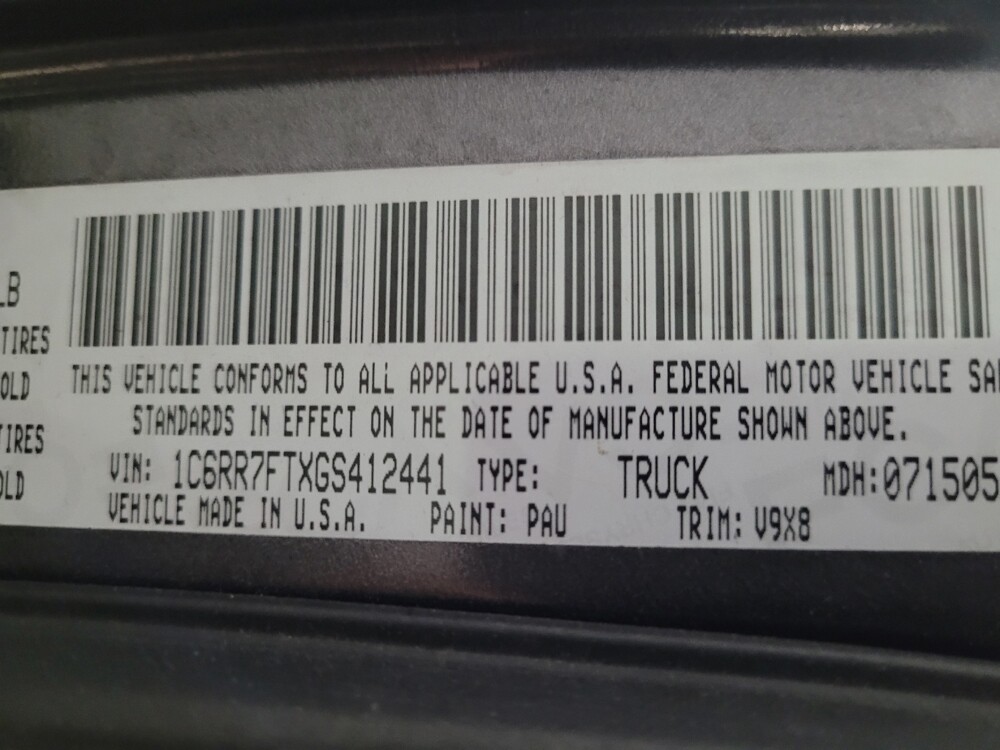 LB
TIRES
OLD
TIRES
OLD
THIS VEHICLE CONFORMS TO ALL APPLICABLE U.S.A. FEDERAL MOTOR VEHICLE SA
STANDARDS IN EFFECT ON THE DATE OF MANUFACTURE SHOWN ABOVE.
VIN: 1C6RR7FTXGS412441 TYPE: TRUCK MDH:071505
VEHICLE MADE IN U.S.A. PAINT: PAU TRIM: V9X8